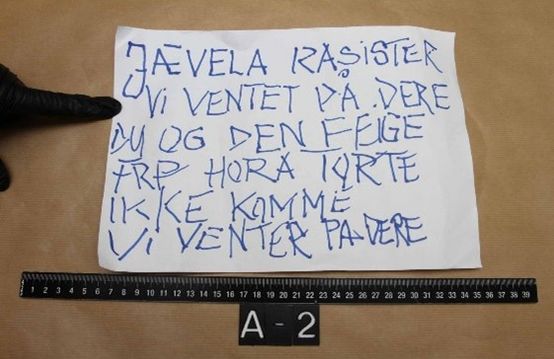 JÆVELA RASISTER
VI VENTET PÅ DERE
DU OG DEN FEIGE
FRP HORA TORTE
IKKE KOMME
VI VENTER PÅ DERE
1 2 3 4 5 6 7 8 9 10 11 12 13 14 15 16 17 18 19 20 21 22 23 24 25 26 27 28 29 30 31 32 33 34 35 36 37 38 39
A-2